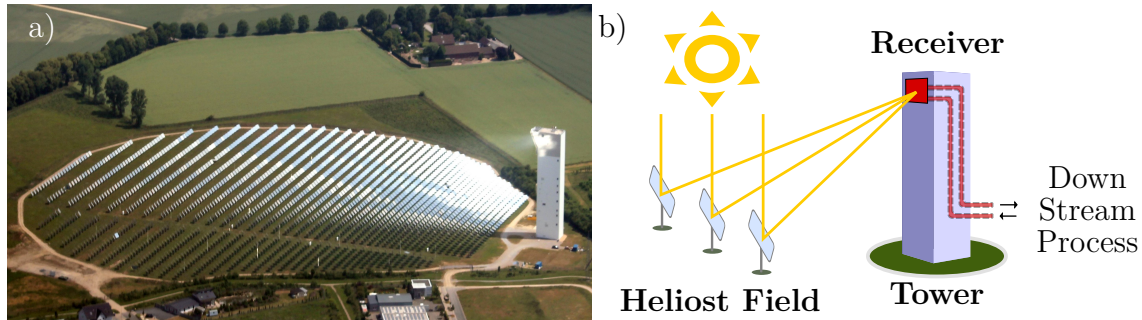 a)
b)
Receiver
Down
Stream
Process
Heliost Field
Tower